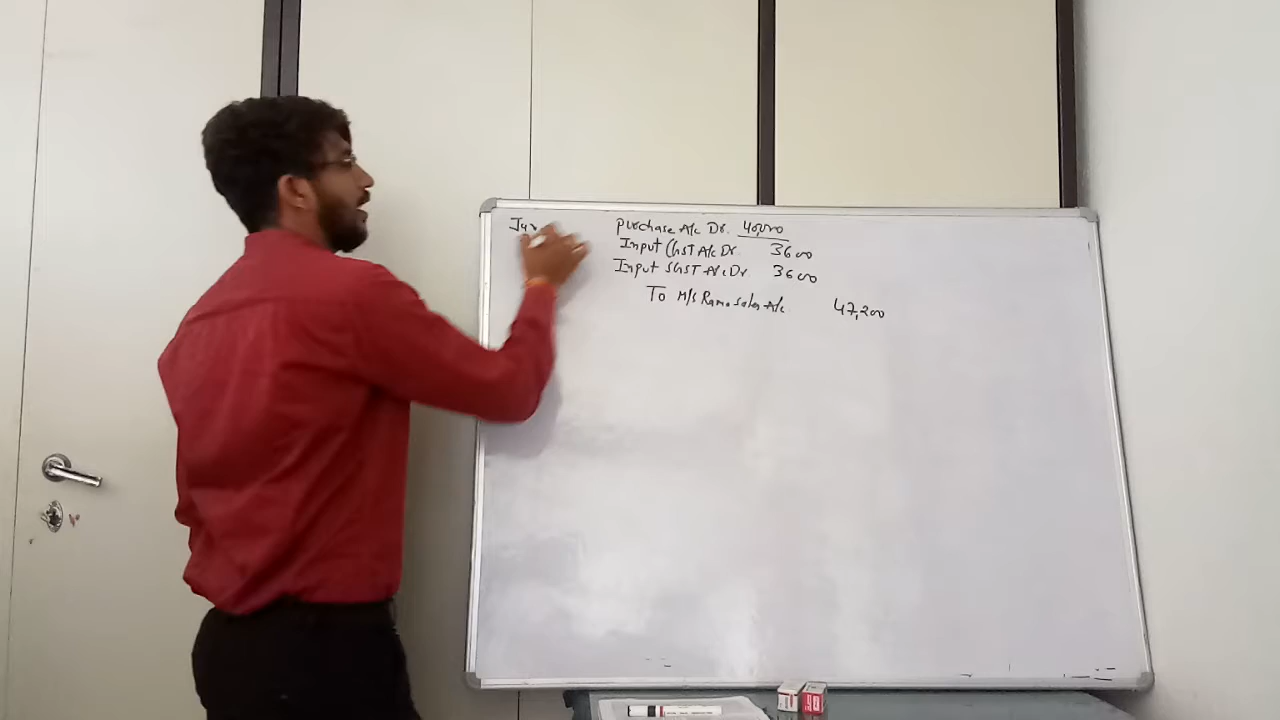 purchase A/c Dr. 40,000
Input CGST A/c Dr. 3600
Input SGST A/c Dr 3600
To M/s Rama Sales A/c 47,200